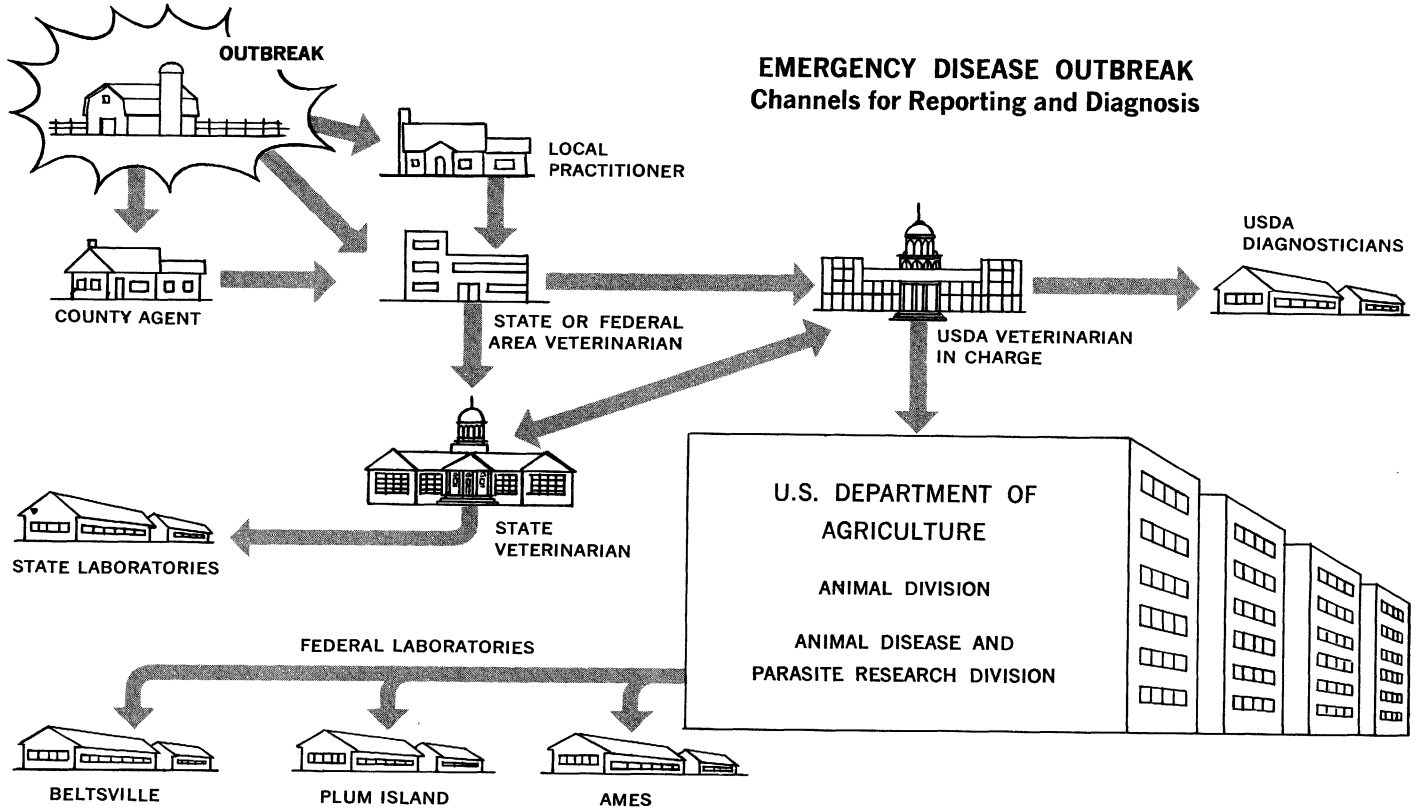 OUTBREAK
EMERGENCY DISEASE OUTBREAK
Channels for Reporting and Diagnosis
LOCAL
PRACTITIONER
USDA
DIAGNOSTICIANS
COUNTY AGENT
STATE OR FEDERAL
AREA VETERINARIAN
USDA VETERINARIAN
IN CHARGE
STATE
VETERINARIAN
STATE LABORATORIES
U.S. DEPARTMENT OF
AGRICULTURE
ANIMAL DIVISION
ANIMAL DISEASE AND
PARASITE RESEARCH DIVISION
FEDERAL LABORATORIES
BELTSVILLE
PLUM ISLAND
AMES